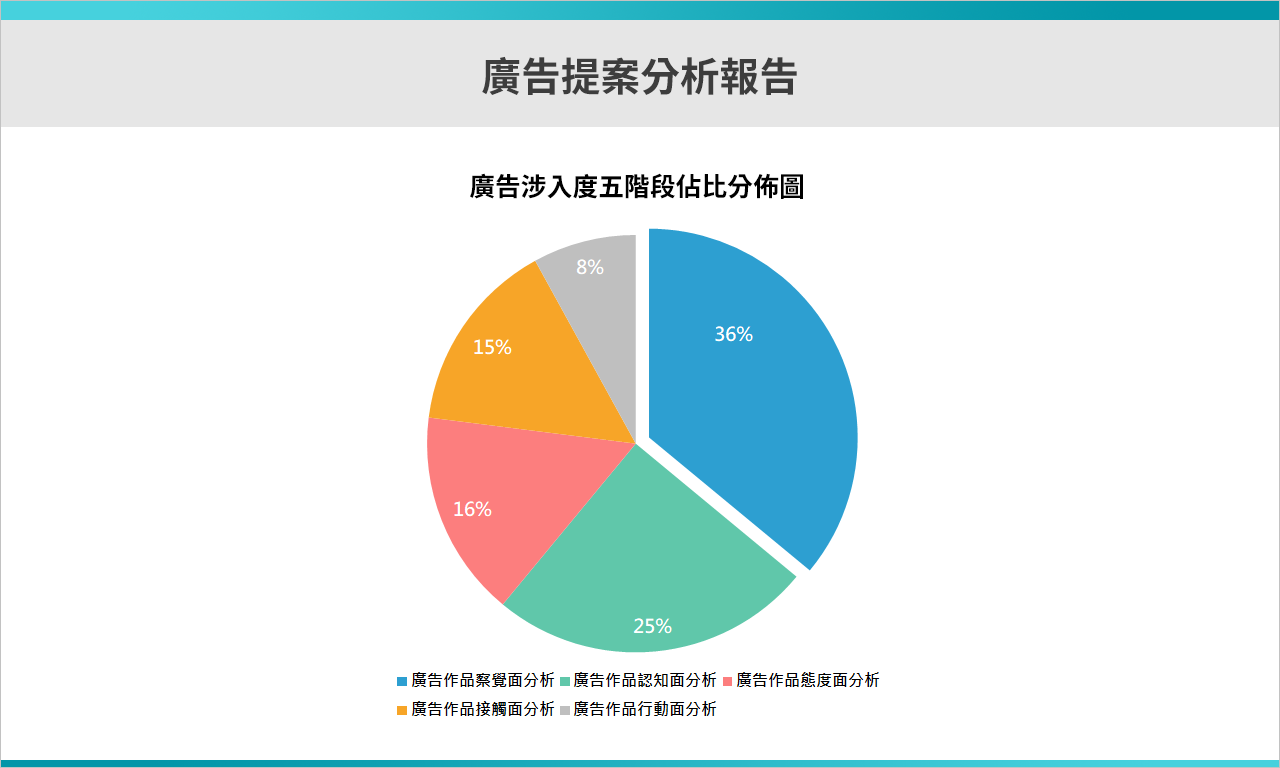 廣告提案分析報告
廣告涉入度五階段佔比分佈圖
8%
36%
15%
16%
25%
廣告作品察覺面分析 廣告作品認知面分析 廣告作品態度面分析
廣告作品接觸面分析 廣告作品行動面分析